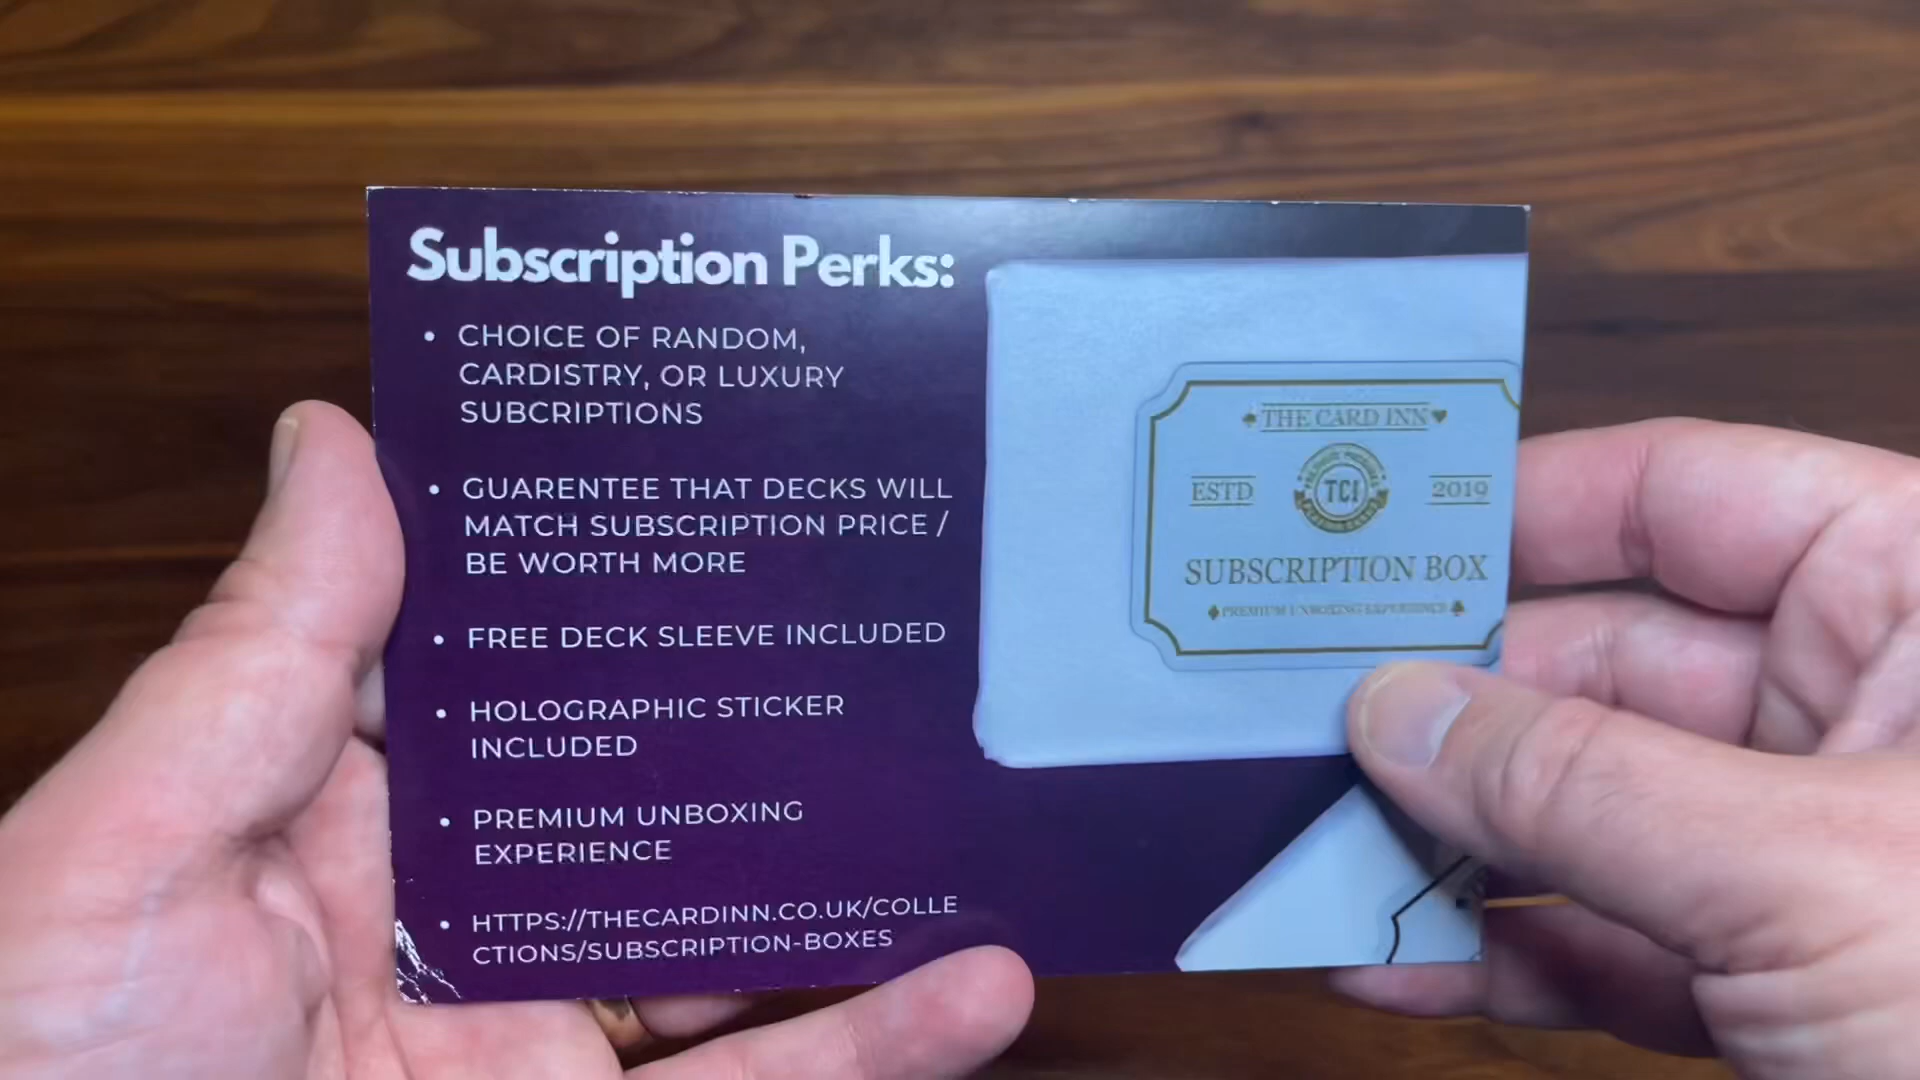 Subscription Perks:
• CHOICE OF RANDOM,
CARDISTRY, OR LUXURY
SUBCRIPTIONS
• GUARENTEE THAT DECKS WILL
MATCH SUBSCRIPTION PRICE /
BE WORTH MORE
• FREE DECK SLEEVE INCLUDED
• HOLOGRAPHIC STICKER
INCLUDED
• PREMIUM UNBOXING
EXPERIENCE
• HTTPS://THECARDINN.CO.UK/COLLE
CTIONS/SUBSCRIPTION-BOXES
♠THE CARD INN♥
ESTD TCI 2019
SUBSCRIPTION BOX
♦PREMIUM UNBOXING EXPERIENCE♣